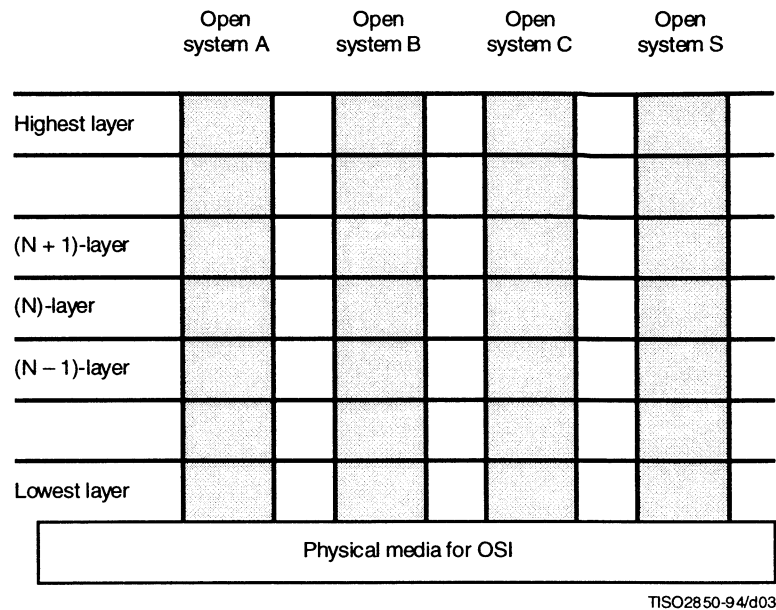 Open Open Open Open
system A system B system C system S
Highest layer
(N + 1)-layer
(N)-layer
(N – 1)-layer
Lowest layer
Physical media for OSI
TISO2850-94/d03